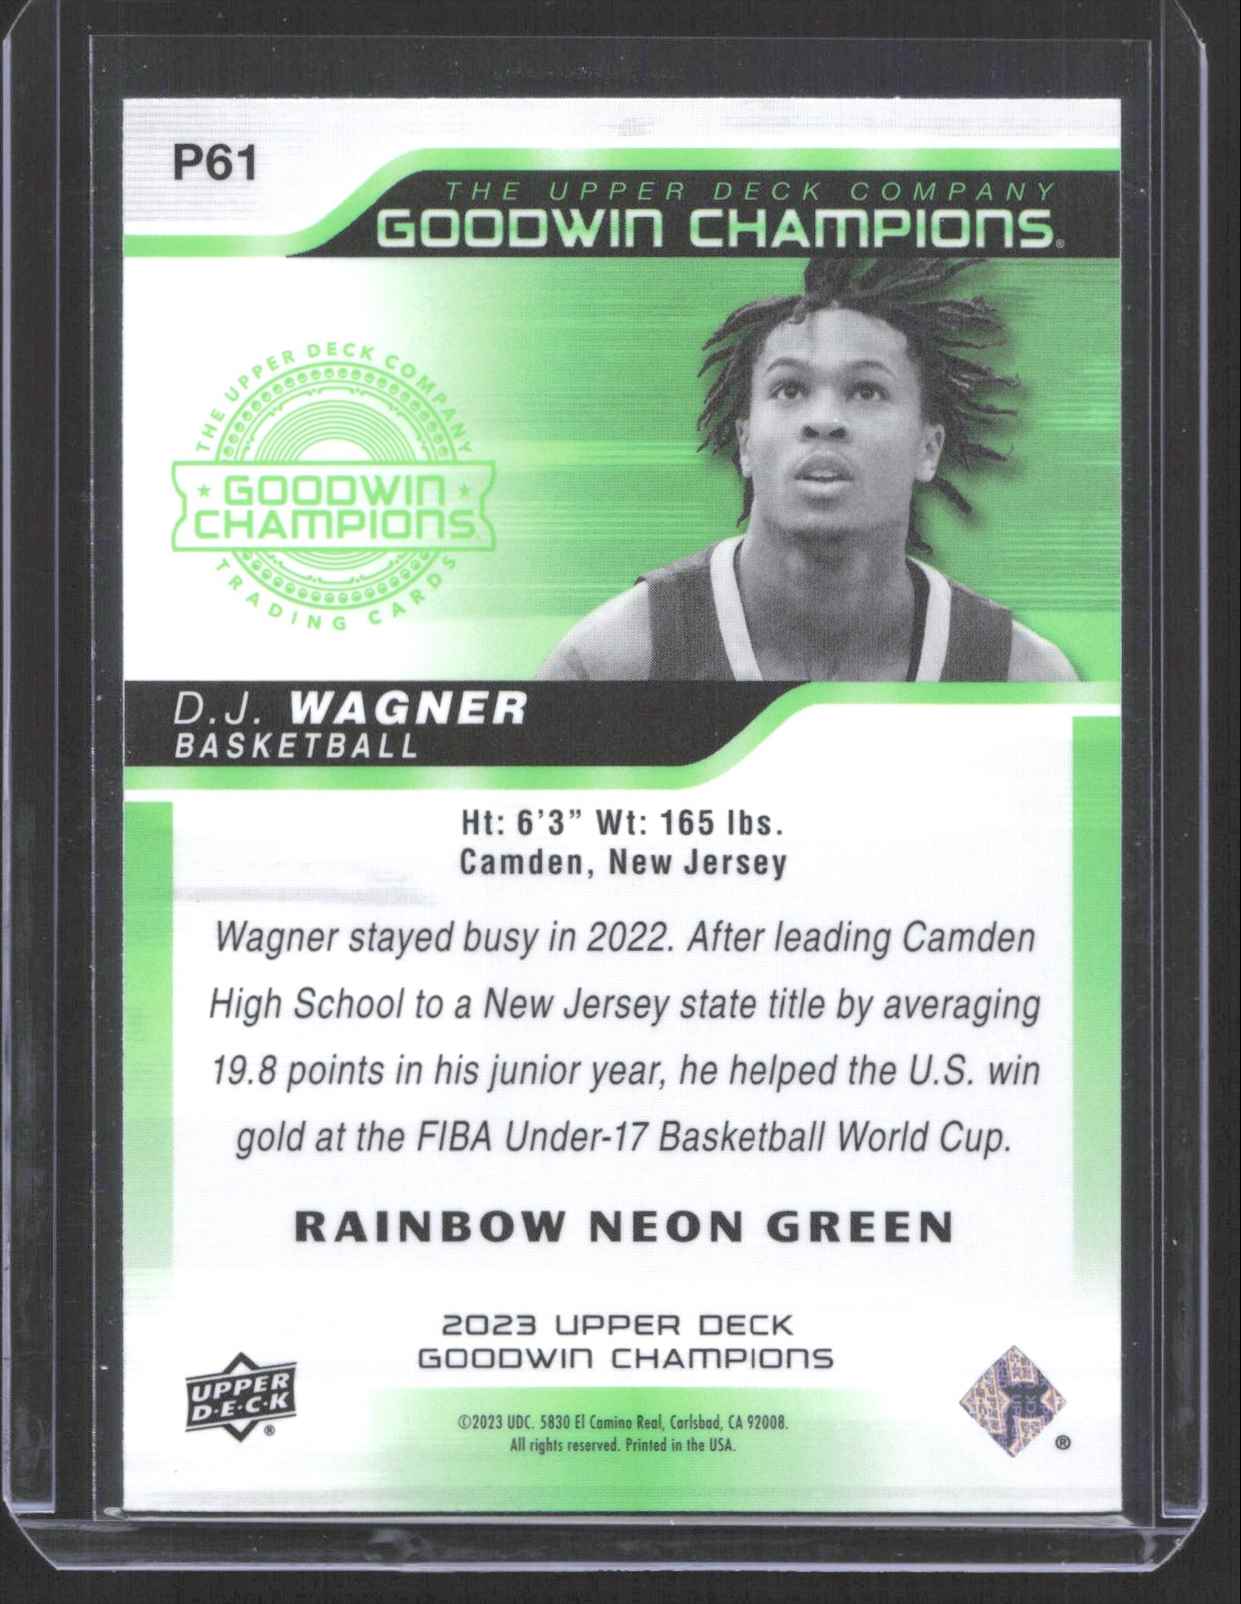 P61
THE UPPER DECK COMPANY
GOODWIN CHAMPIONS®
THE UPPER DECK COMPANY
GOODWIN
CHAMPIONS
TRADING CARDS
D.J. WAGNER
BASKETBALL
Ht: 6’3” Wt: 165 lbs.
Camden, New Jersey
Wagner stayed busy in 2022. After leading Camden
High School to a New Jersey state title by averaging
19.8 points in his junior year, he helped the U.S. win
gold at the FIBA Under-17 Basketball World Cup.
RAINBOW NEON GREEN
2023 UPPER DECK
GOODWIN CHAMPIONS
UPPER
D·E·C·K
®
©2023 UDC. 5830 El Camino Real, Carlsbad, CA 92008.
All rights reserved. Printed in the USA.
®